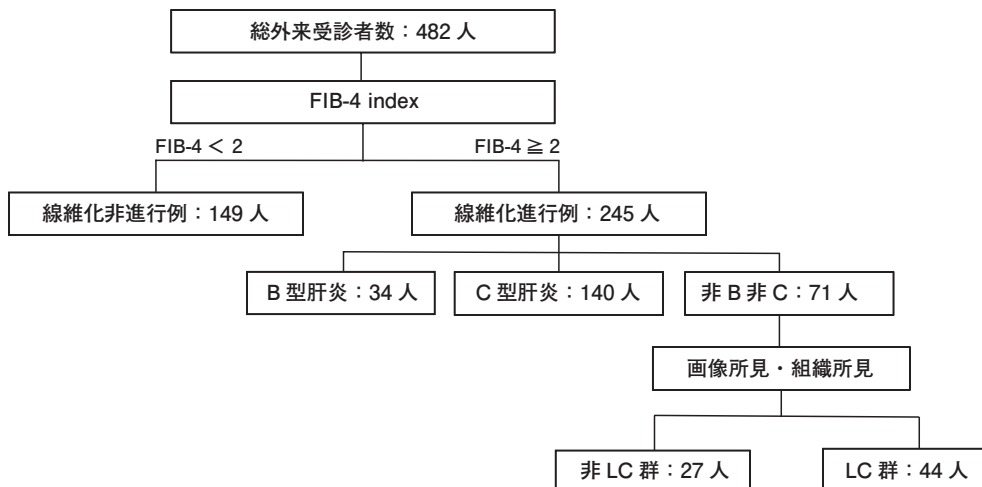 総外来受診者数：482 人
FIB-4 index
FIB-4 < 2
FIB-4 ≧ 2
線維化非進行例：149 人
線維化進行例：245 人
B 型肝炎：34 人
C 型肝炎：140 人
非 B 非 C：71 人
画像所見・組織所見
非 LC 群：27 人
LC 群：44 人